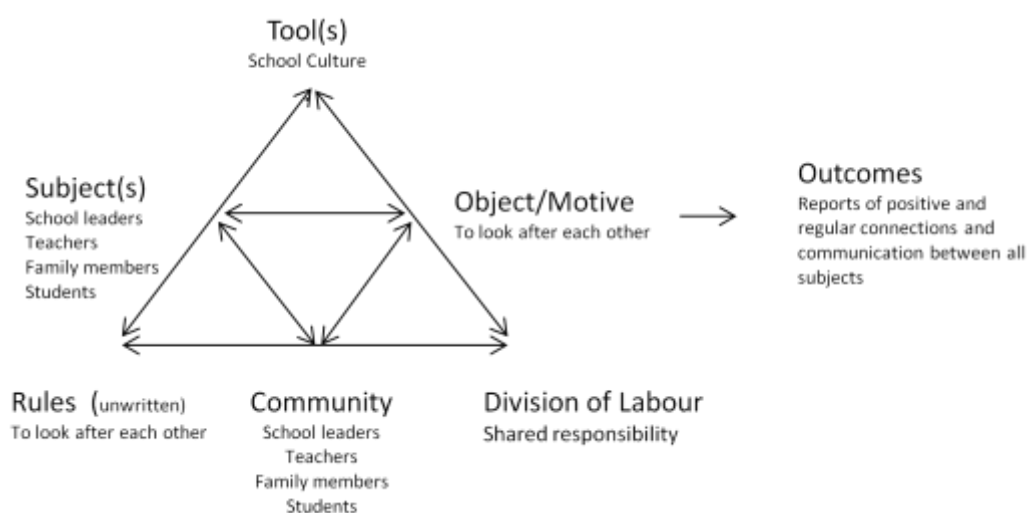 Tool(s)
School Culture
Subject(s)
School leaders
Teachers
Family members
Students
Object/Motive
To look after each other
Outcomes
Reports of positive and
regular connections and
communication between all
subjects
Rules (unwritten)
To look after each other
Community
School leaders
Teachers
Family members
Students
Division of Labour
Shared responsibility